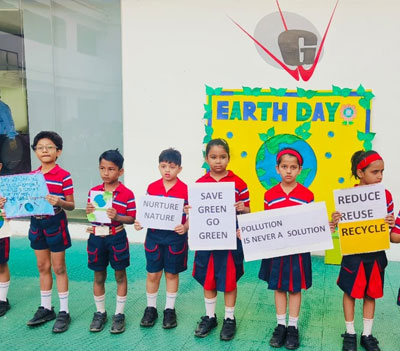 G
EARTH DAY
NURTURE
NATURE
SAVE
GREEN
GO
GREEN
POLLUTION
IS NEVER A SOLUTION
REDUCE
REUSE
RECYCLE